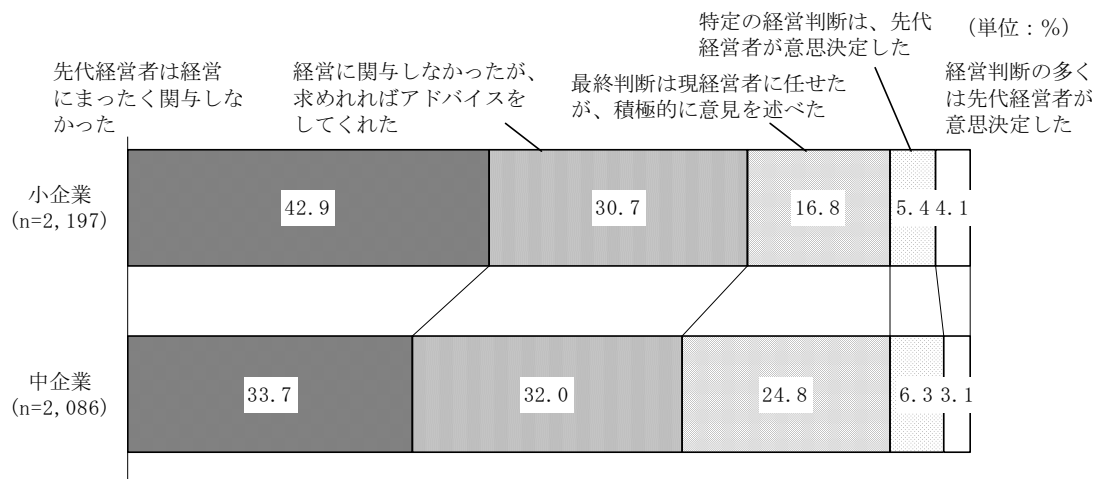 （単位：％）
先代経営者は経営
にまったく関与しな
かった
経営に関与しなかったが、
求めれればアドバイスを
してくれた
最終判断は現経営者に任せた
が、積極的に意見を述べた
特定の経営判断は、先代
経営者が意思決定した
経営判断の多く
は先代経営者が
意思決定した
小企業
(n=2,197)
42.9
30.7
16.8
5.4
4.1
中企業
(n=2,086)
33.7
32.0
24.8
6.3
3.1